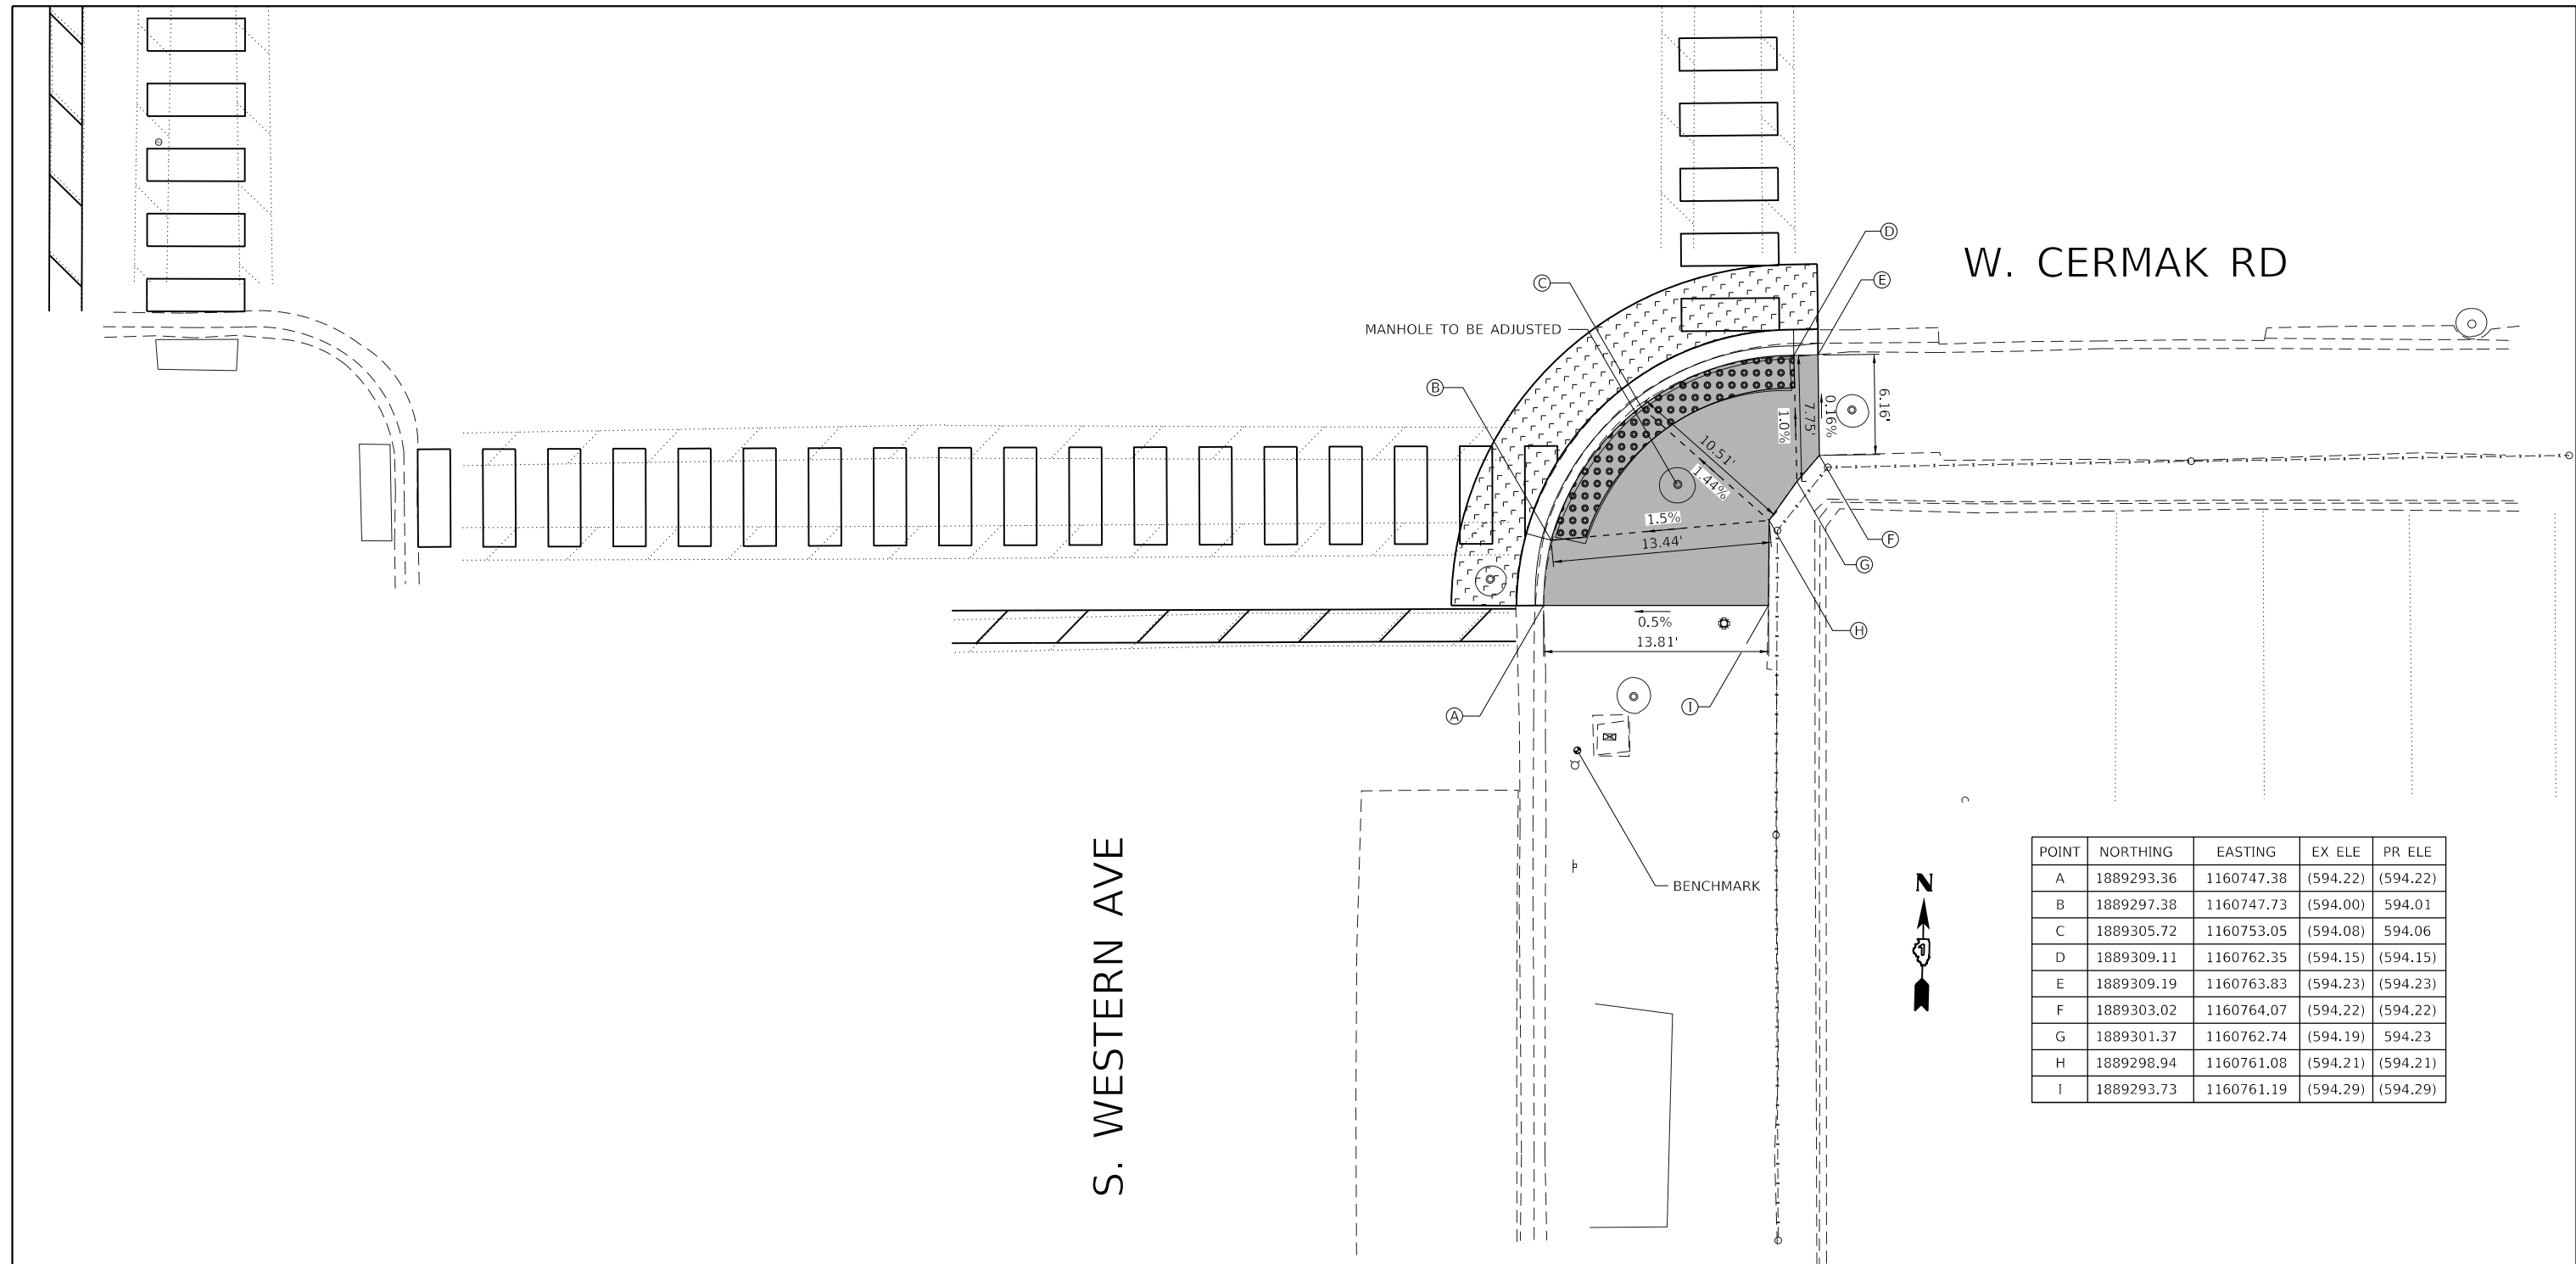 D
W. CERMAK RD
C
E
MANHOLE TO BE ADJUSTED
B
6.16'
0.16%
7.75'
1.0%
10.51'
1.44%
1.5%
13.44'
F
G
H
0.5%
13.81'
A
I
BENCHMARK
S. WESTERN AVE
N
1
POINT NORTHING EASTING EX ELE PR ELE
A 1889293.36 1160747.38 (594.22) (594.22)
B 1889297.38 1160747.73 (594.00) 594.01
C 1889305.72 1160753.05 (594.08) 594.06
D 1889309.11 1160762.35 (594.15) (594.15)
E 1889309.19 1160763.83 (594.23) (594.23)
F 1889303.02 1160764.07 (594.22) (594.22)
G 1889301.37 1160762.74 (594.19) 594.23
H 1889298.94 1160761.08 (594.21) (594.21)
I 1889293.73 1160761.19 (594.29) (594.29)